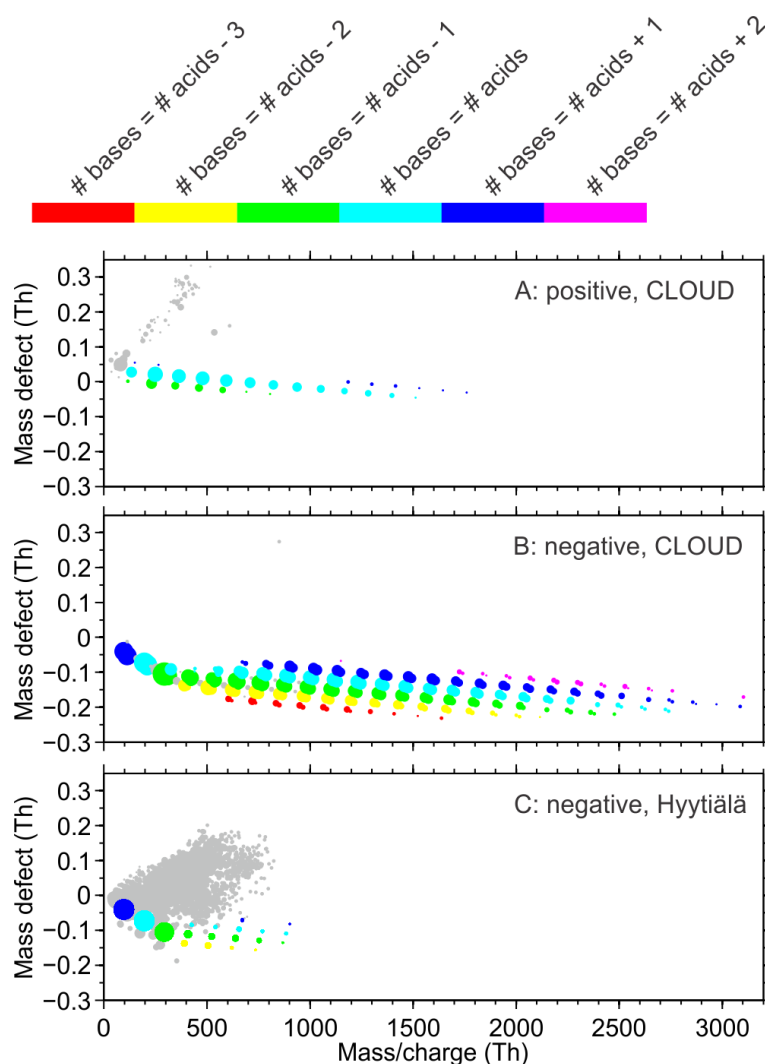 # bases = # acids - 3
# bases = # acids - 2
# bases = # acids - 1
# bases = # acids
# bases = # acids + 1
# bases = # acids + 2
A: positive, CLOUD
Mass defect (Th)
0.3
0.2
0.1
0
−0.1
−0.2
−0.3
B: negative, CLOUD
Mass defect (Th)
0.3
0.2
0.1
0
−0.1
−0.2
−0.3
C: negative, Hyytiälä
Mass defect (Th)
0.3
0.2
0.1
0
−0.1
−0.2
−0.3
0 500 1000 1500 2000 2500 3000
Mass/charge (Th)